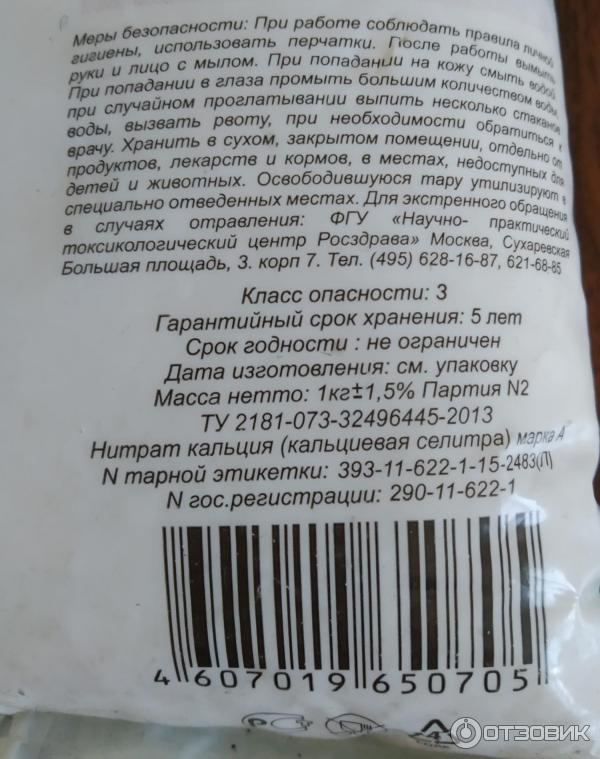 Меры безопасности: При работе соблюдать правила личной
гигиены, использовать перчатки. После работы вымыть
руки и лицо с мылом. При попадании на кожу смыть водой.
При попадании в глаза промыть большим количеством воды,
при случайном проглатывании выпить несколько стаканов
воды, вызвать рвоту, при необходимости обратиться к
врачу. Хранить в сухом, закрытом помещении, отдельно от
продуктов, лекарств и кормов, в местах, недоступных для
детей и животных. Освободившуюся тару утилизируют в
специально отведенных местах. Для экстренного обращения
в случаях отравления: ФГУ «Научно- практический
токсикологический центр Росздрава» Москва, Сухаревская
Большая площадь, 3. корп 7. Тел. (495) 628-16-87, 621-68-85
Класс опасности: 3
Гарантийный срок хранения: 5 лет
Срок годности : не ограничен
Дата изготовления: см. упаковку
Масса нетто: 1кг±1,5% Партия N2
ТУ 2181-073-32496445-2013
Нитрат кальция (кальциевая селитра) марка А
N тарной этикетки: 393-11-622-1-15-2483(П)
N гос.регистрации: 290-11-622-1
4 607019 650705
ОТЗОВИК